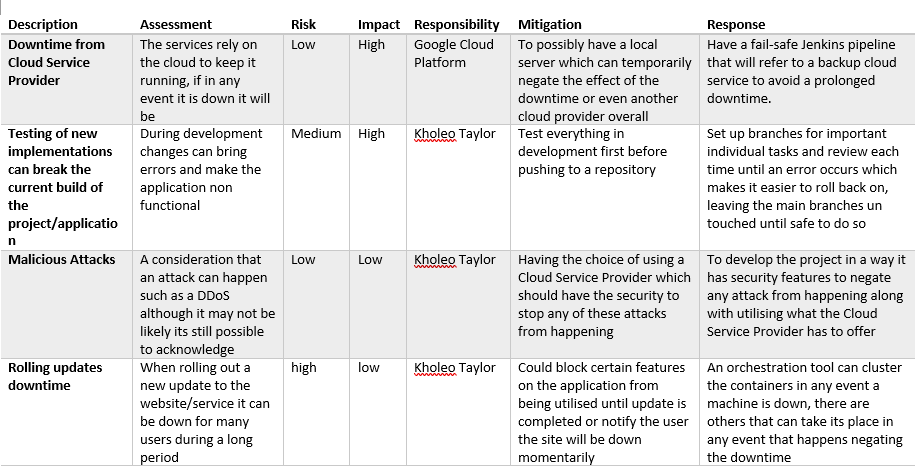 Description Assessment Risk Impact Responsibility Mitigation Response
Downtime from The services rely on Low High Google Cloud To possibly have a local Have a fail-safe Jenkins pipeline
Cloud Service the cloud to keep it Platform server which can temporarily that will refer to a backup cloud
Provider running, if in any negate the effect of the service to avoid a prolonged
event it is down it will downtime or even another downtime.
be cloud provider overall
Testing of new During development Medium High Kholeo Taylor Test everything in Set up branches for important
implementations changes can bring development first before individual tasks and review each
can break the errors and make the pushing to a repository time until an error occurs which
current build of application non makes it easier to roll back on,
the functional leaving the main branches un
project/applicatio touched until safe to do so
n
Malicious Attacks A consideration that Low Low Kholeo Taylor Having the choice of using a To develop the project in a way it
an attack can happen Cloud Service Provider which has security features to negate
such as a DDoS should have the security to any attack from happening along
although it may not be stop any of these attacks with utilising what the Cloud
likely its still possible from happening Service Provider has to offer
to acknowledge
Rolling updates When rolling out a high low Kholeo Taylor Could block certain features An orchestration tool can cluster
downtime new update to the on the application from the containers in any event a
website/service it can being utilised until update is machine is down, there are
be down for many completed or notify the user others that can take its place in
users during a long the site will be down any event that happens negating
period momentarily the downtime